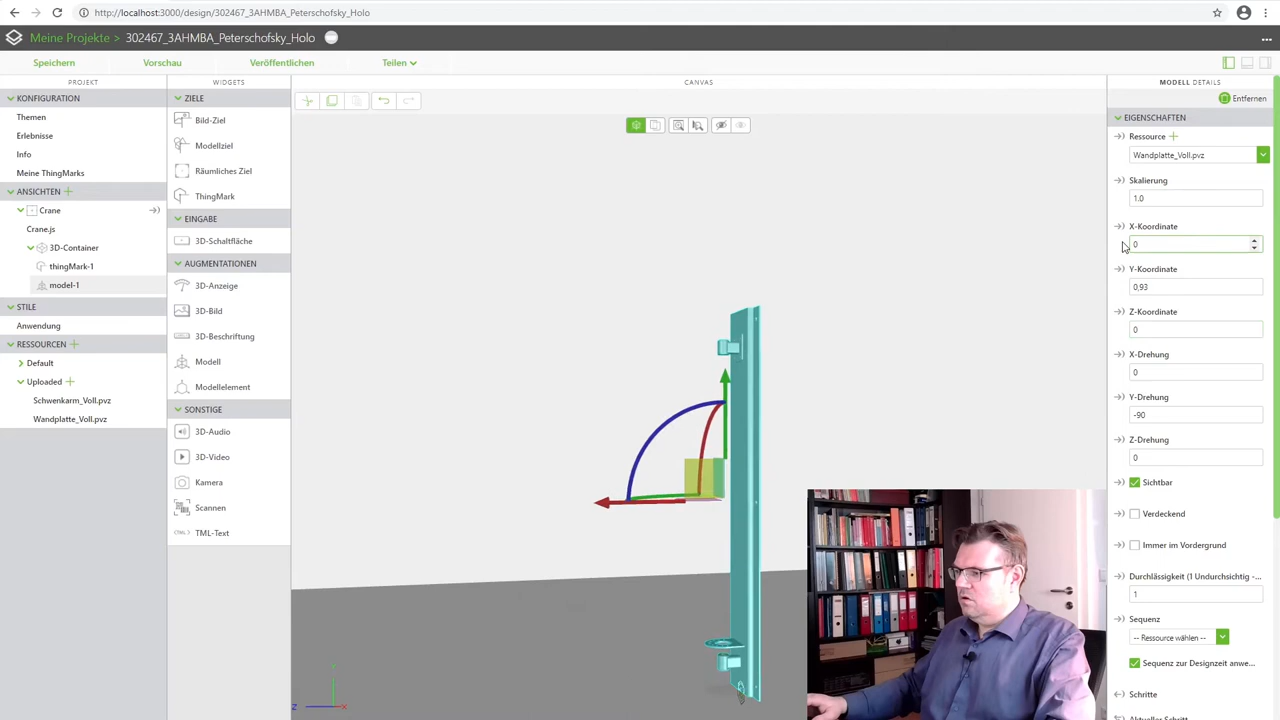 http://localhost:3000/design/302467_3AHMBA_Peterschofsky_Holo
Meine Projekte > 302467_3AHMBA_Peterschofsky_Holo
Speichern Vorschau Veröffentlichen Teilen
PROJEKT
KONFIGURATION
Themen
Erlebnisse
Info
Meine ThingMarks
ANSICHTEN
Crane
Crane.js
3D-Container
thingMark-1
model-1
STILE
Anwendung
RESSOURCEN
Default
Uploaded
Schwenkarm_Voll.pvz
Wandplatte_Voll.pvz
WIDGETS
ZIELE
Bild-Ziel
Modellziel
Räumliches Ziel
ThingMark
EINGABE
3D-Schaltfläche
AUGMENTATIONEN
3D-Anzeige
3D-Bild
3D-Beschriftung
Modell
Modellelement
SONSTIGE
3D-Audio
3D-Video
Kamera
Scannen
TML-Text
CANVAS
Y
Z
X
MODELL DETAILS
Entfernen
EIGENSCHAFTEN
Ressource
Wandplatte_Voll.pvz
Skalierung
1.0
X-Koordinate
0
Y-Koordinate
0,93
Z-Koordinate
0
X-Drehung
0
Y-Drehung
-90
Z-Drehung
0
Sichtbar
Verdeckend
Immer im Vordergrund
Durchlässigkeit (1 Undurchsichtig -...
1
Sequenz
-- Ressource wählen --
Sequenz zur Designzeit anwe...
Schritte
Aktueller Schritt